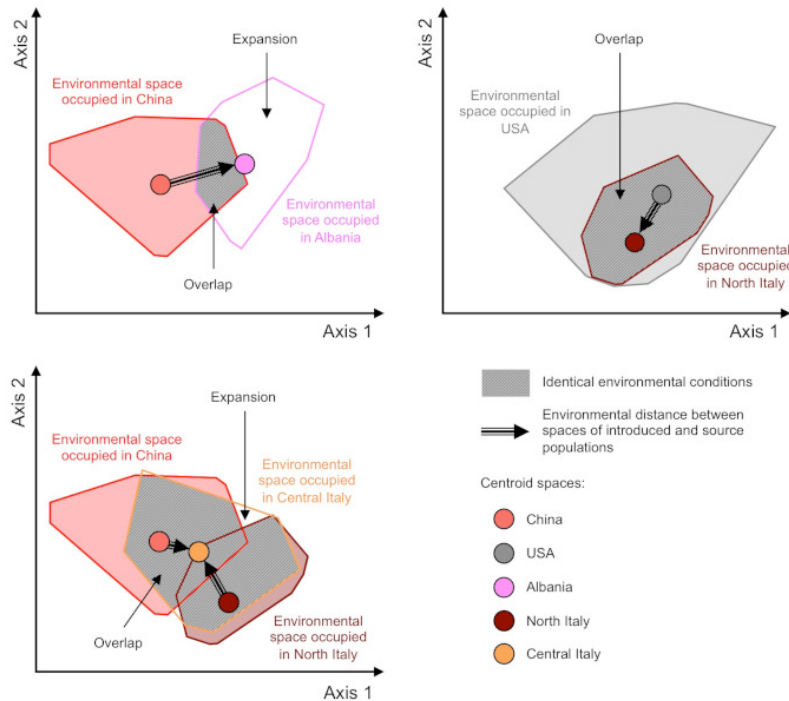 Axis 2
Expansion
Environmental space
occupied in China
Environmental
space occupied
in Albania
Overlap
Axis 1
Axis 2
Overlap
Environmental
space occupied in
USA
Environmental
space occupied
in North Italy
Axis 1
Axis 2
Expansion
Environmental space
occupied in China
Environmental
space occupied
in Central Italy
Overlap
Environmental
space occupied
in North Italy
Axis 1
Identical environmental conditions
Environmental distance between
spaces of introduced and source
populations
Centroid spaces:
China
USA
Albania
North Italy
Central Italy